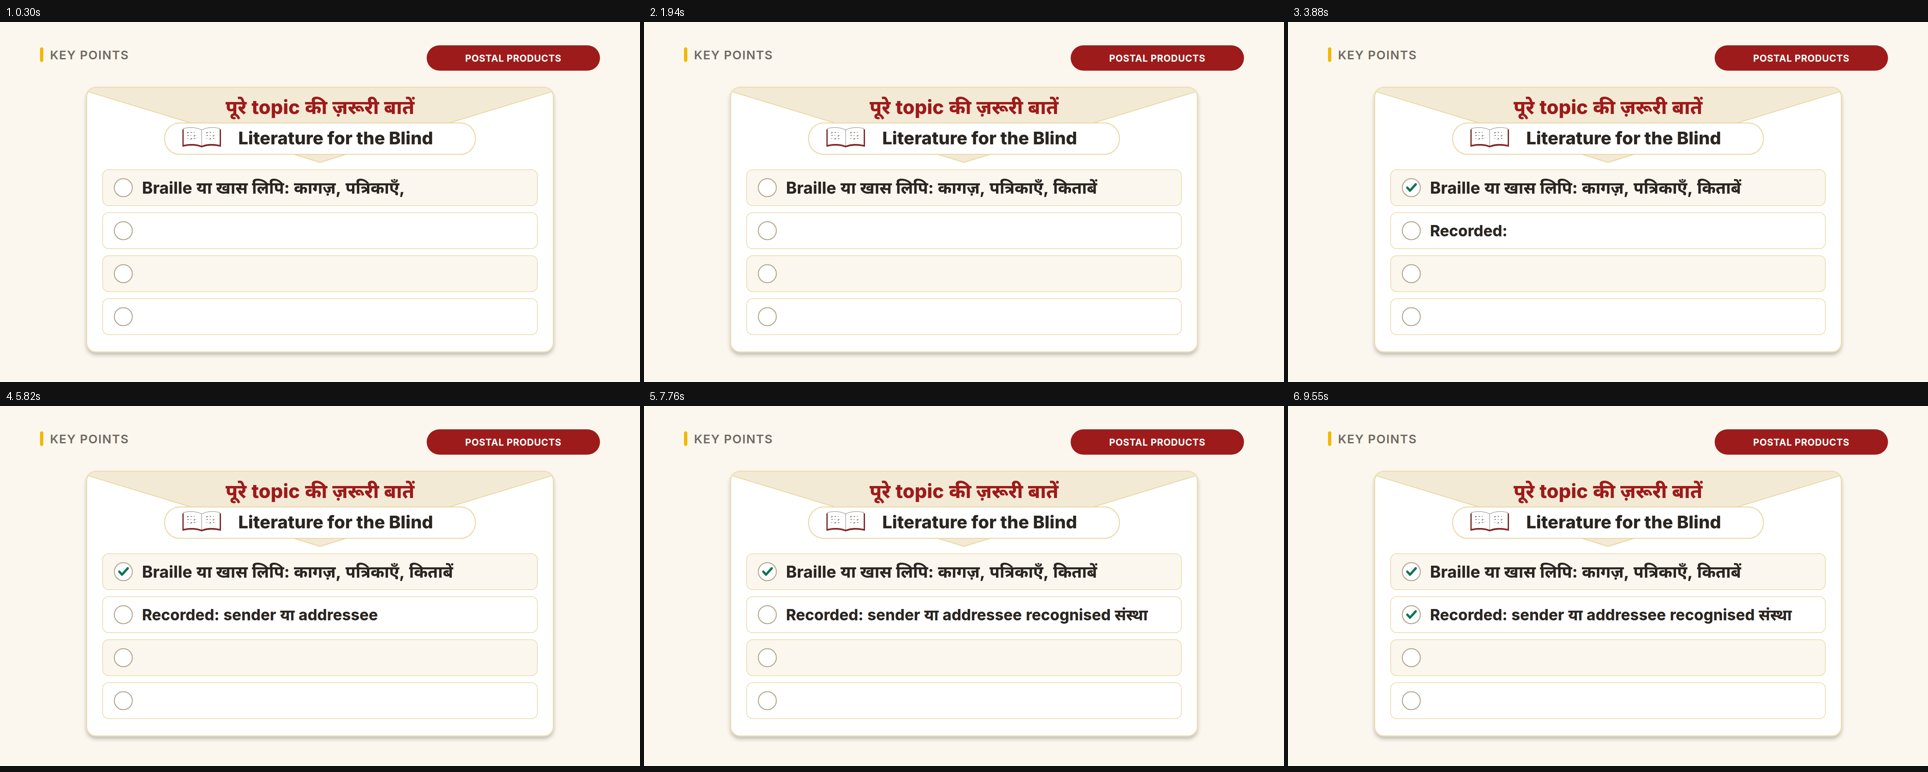 1. 0.30s
KEY POINTS
POSTAL PRODUCTS
पूरे topic की ज़रूरी बातें
Literature for the Blind
Braille या खास लिपि: कागज़, पत्रिकाएँ,
2. 1.94s
KEY POINTS
POSTAL PRODUCTS
पूरे topic की ज़रूरी बातें
Literature for the Blind
Braille या खास लिपि: कागज़, पत्रिकाएँ, किताबें
3. 3.88s
KEY POINTS
POSTAL PRODUCTS
पूरे topic की ज़रूरी बातें
Literature for the Blind
Braille या खास लिपि: कागज़, पत्रिकाएँ, किताबें
Recorded:
4. 5.82s
KEY POINTS
POSTAL PRODUCTS
पूरे topic की ज़रूरी बातें
Literature for the Blind
Braille या खास लिपि: कागज़, पत्रिकाएँ, किताबें
Recorded: sender या addressee
5. 7.76s
KEY POINTS
POSTAL PRODUCTS
पूरे topic की ज़रूरी बातें
Literature for the Blind
Braille या खास लिपि: कागज़, पत्रिकाएँ, किताबें
Recorded: sender या addressee recognised संस्था
6. 9.55s
KEY POINTS
POSTAL PRODUCTS
पूरे topic की ज़रूरी बातें
Literature for the Blind
Braille या खास लिपि: कागज़, पत्रिकाएँ, किताबें
Recorded: sender या addressee recognised संस्था